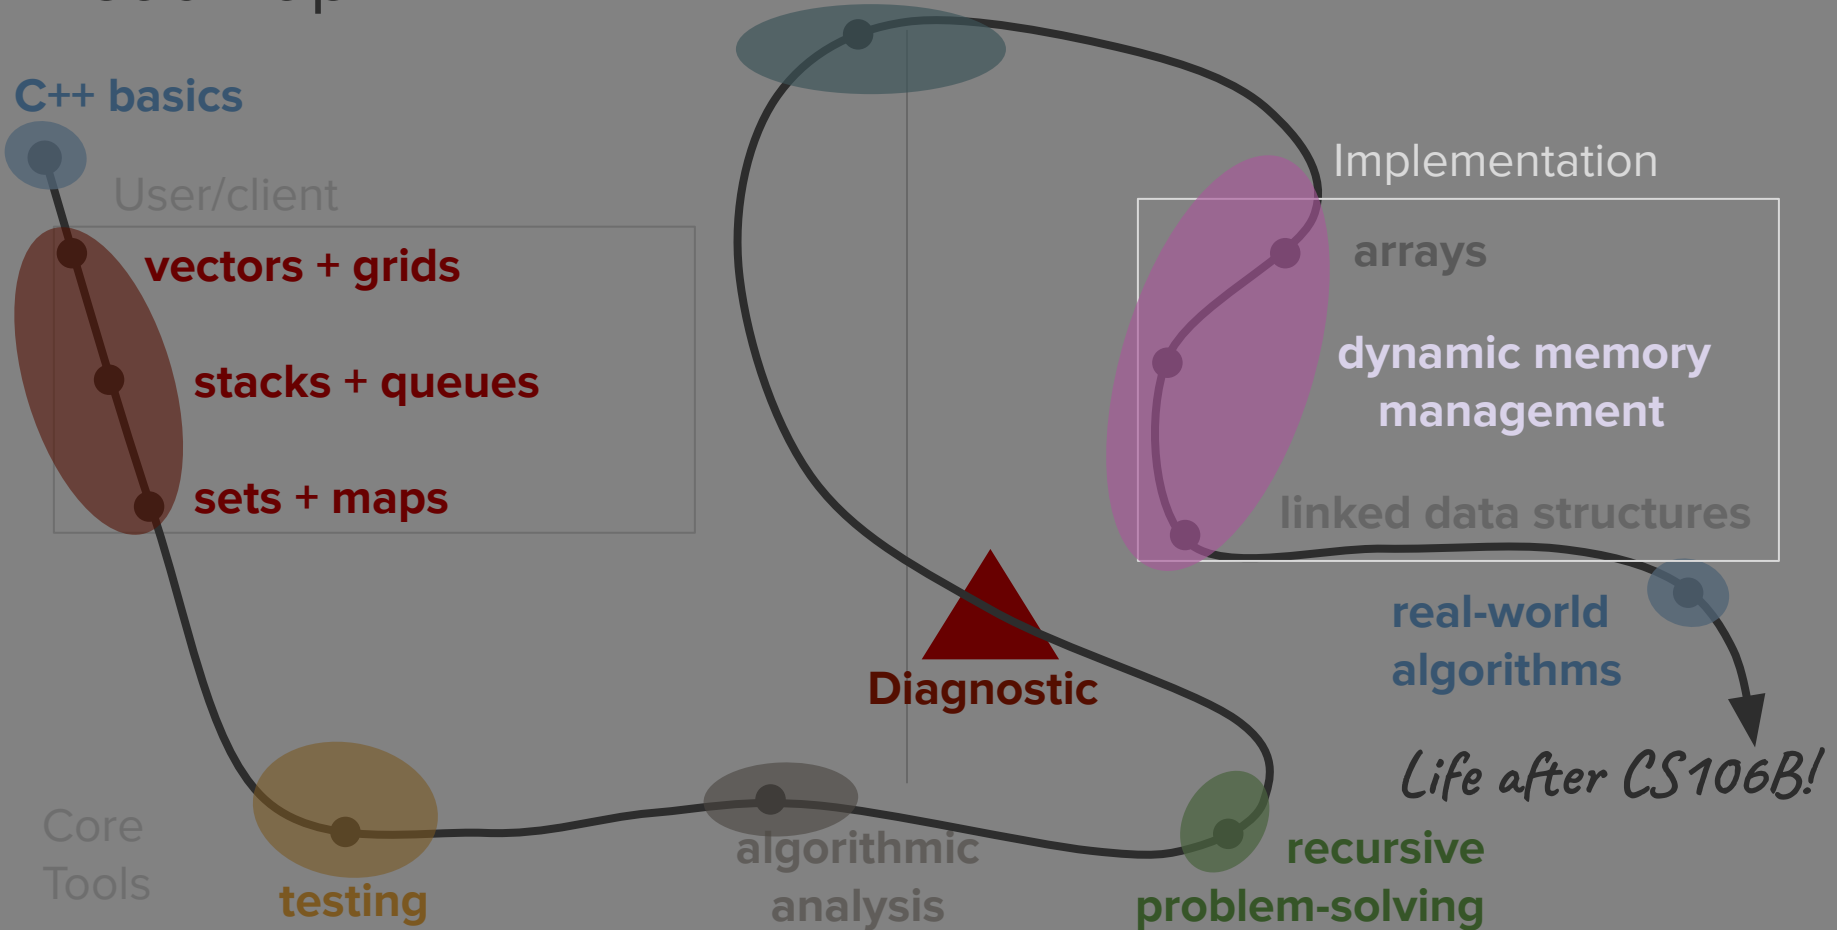 C++ basics
User/client
vectors + grids
stacks + queues
sets + maps
Core
Tools
testing
algorithmic
analysis
Diagnostic
recursive
problem-solving
Implementation
arrays
dynamic memory
management
linked data structures
real-world
algorithms
Life after CS106B!